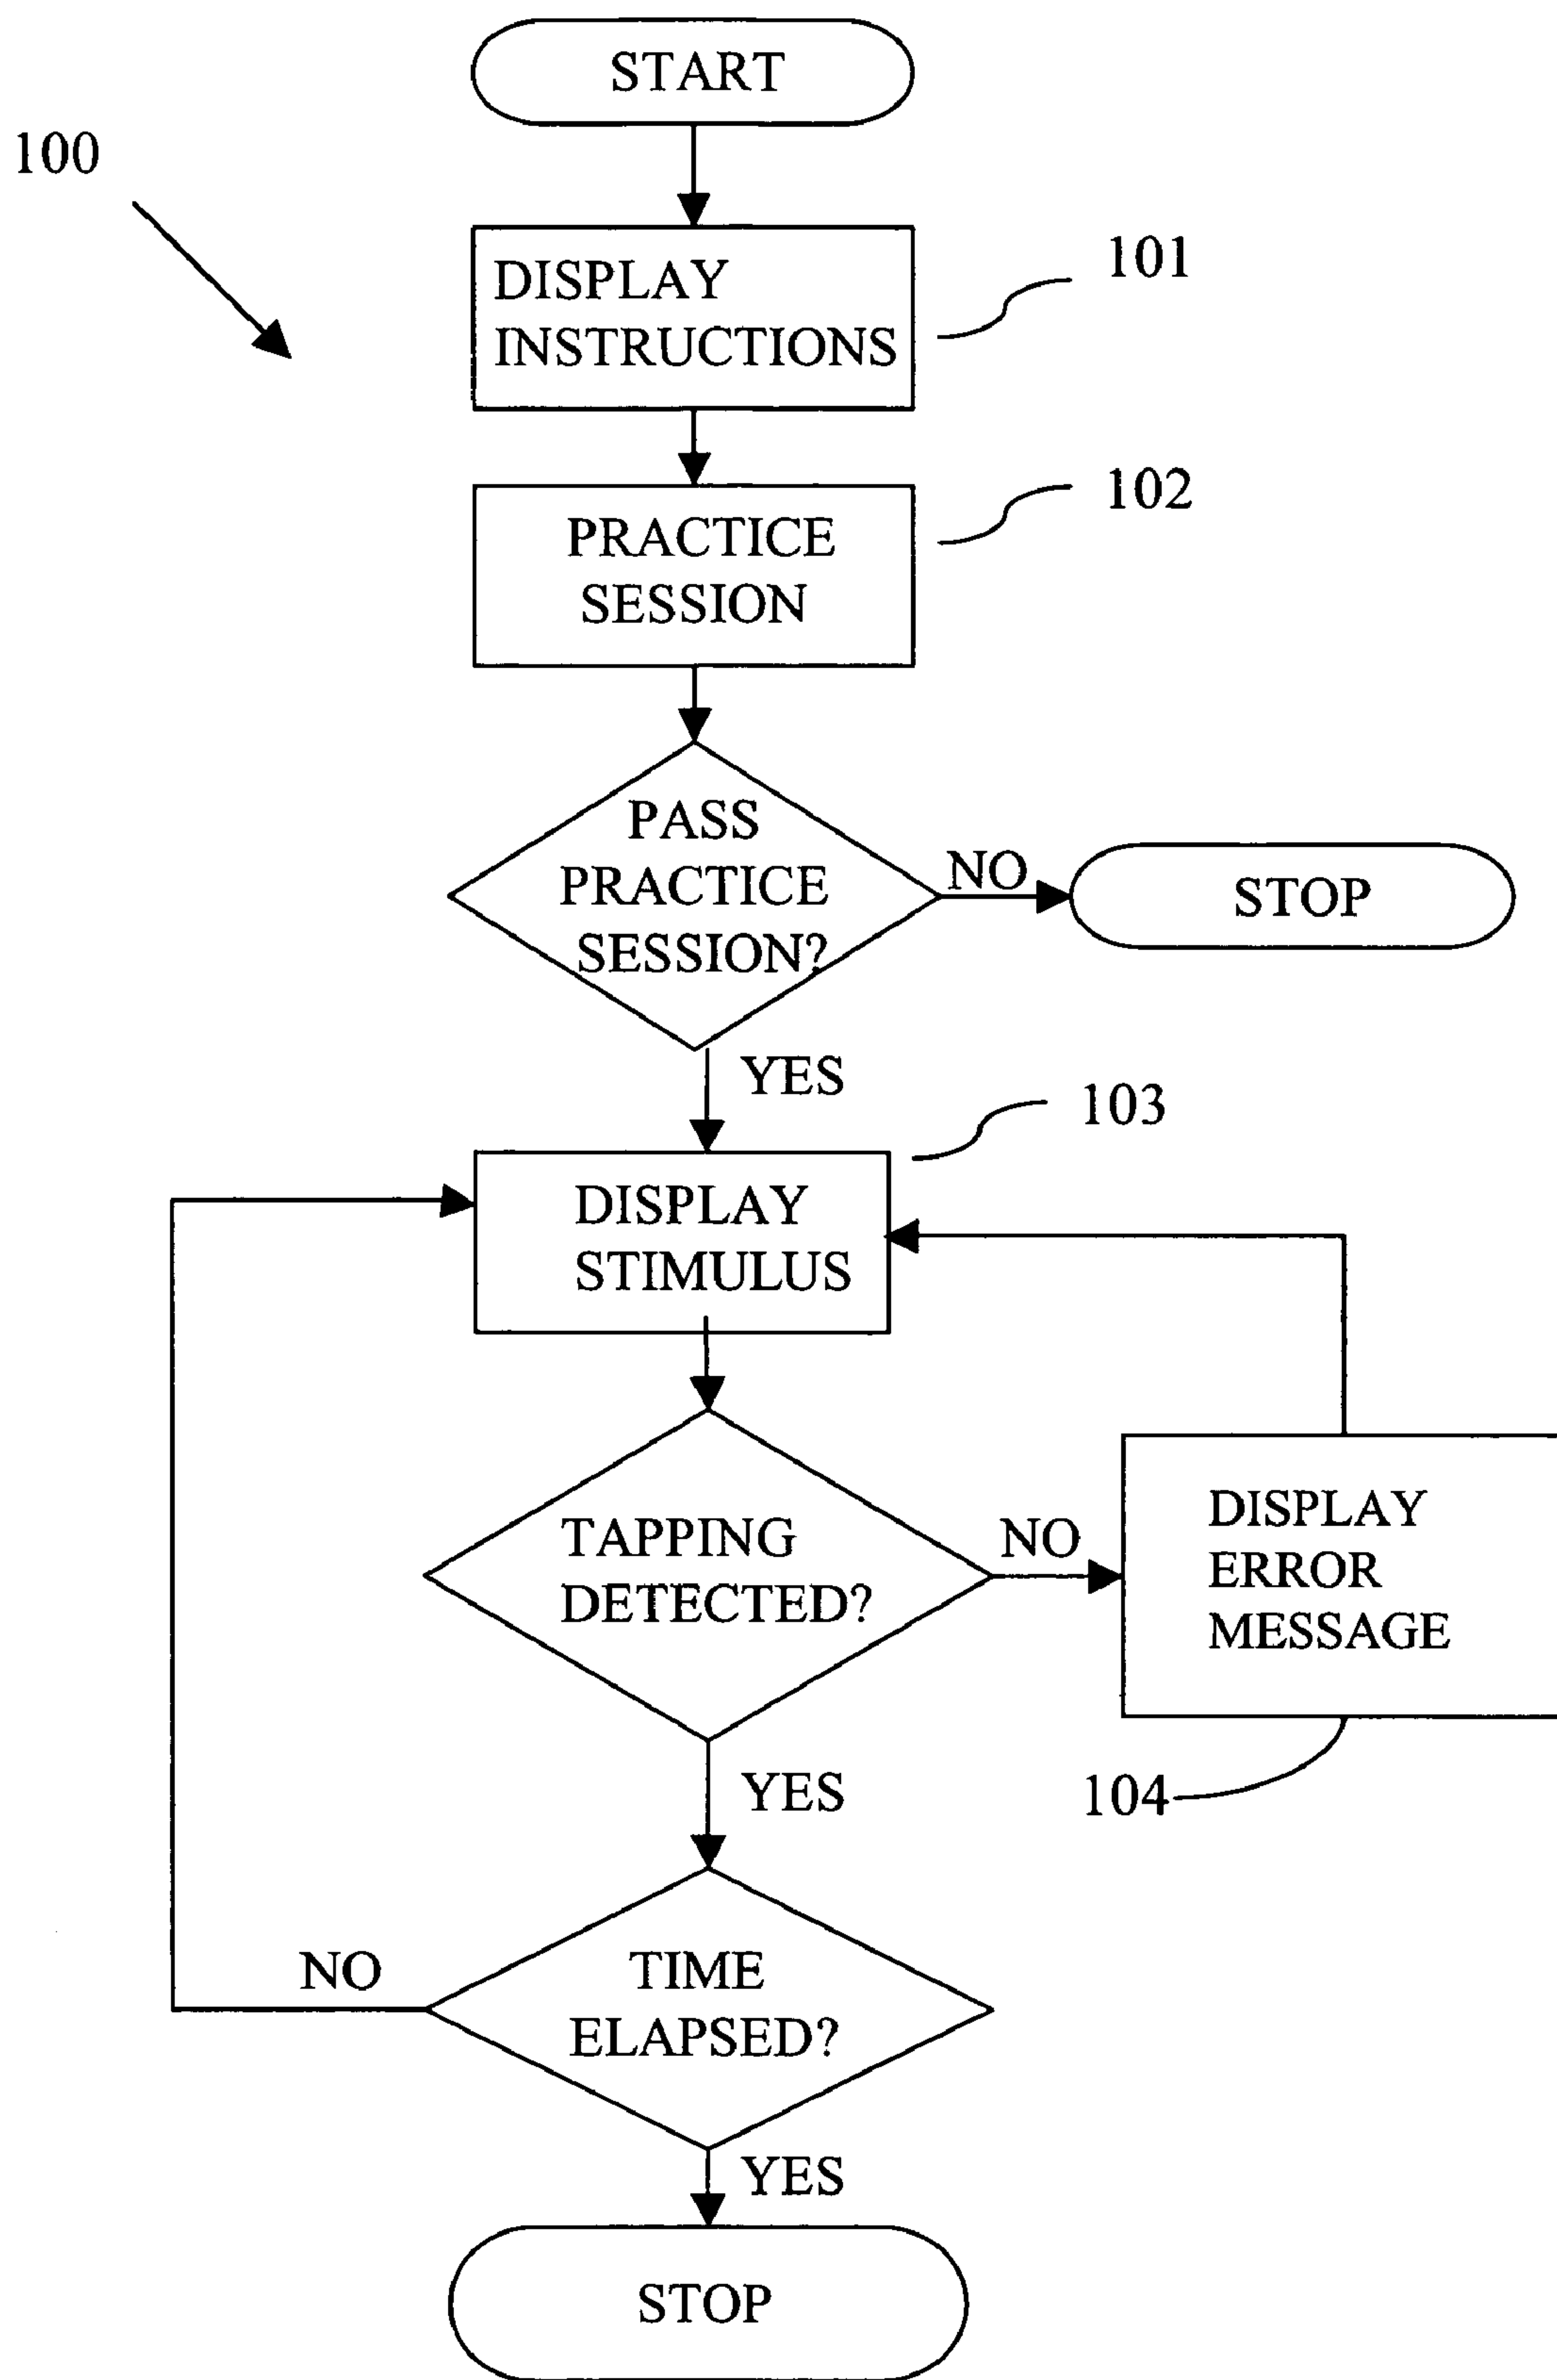 START
100
DISPLAY
INSTRUCTIONS
101
PRACTICE
SESSION
102
PASS
PRACTICE
SESSION?
NO
STOP
YES
103
DISPLAY
STIMULUS
TAPPING
DETECTED?
NO
DISPLAY
ERROR
MESSAGE
104
YES
TIME
ELAPSED?
NO
YES
STOP